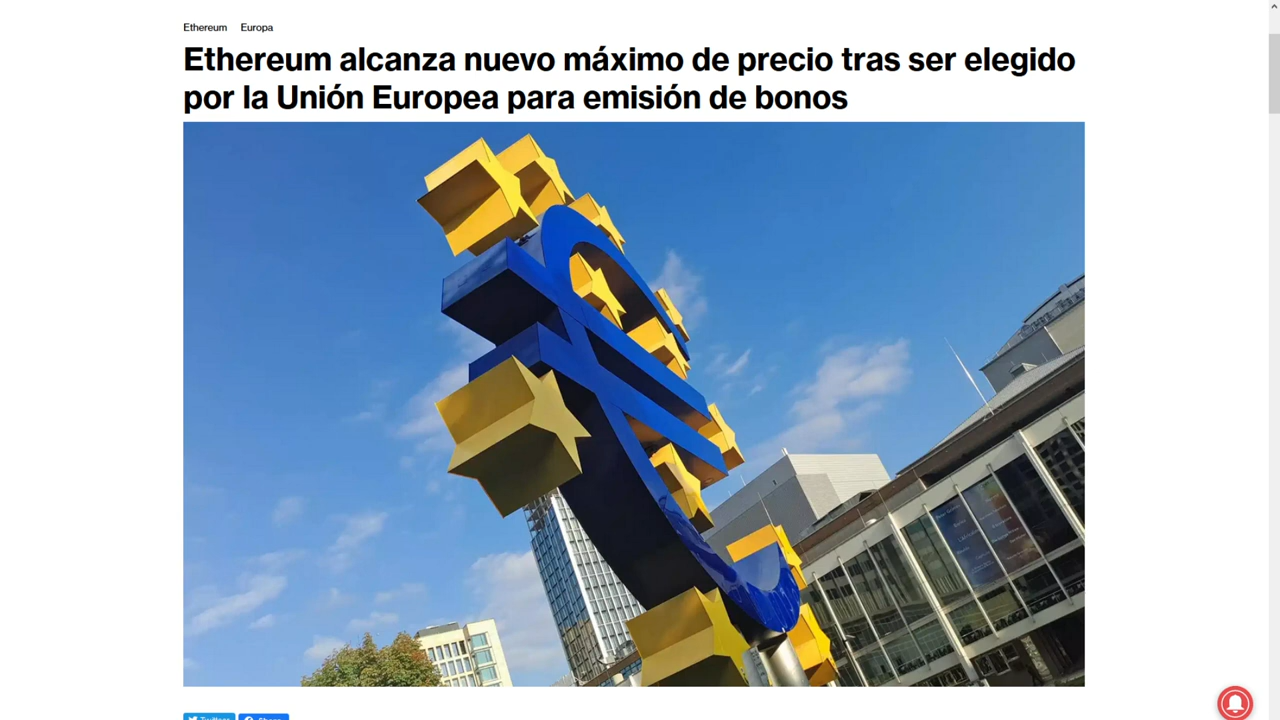 Ethereum Europa
Ethereum alcanza nuevo máximo de precio tras ser elegido
por la Unión Europea para emisión de bonos